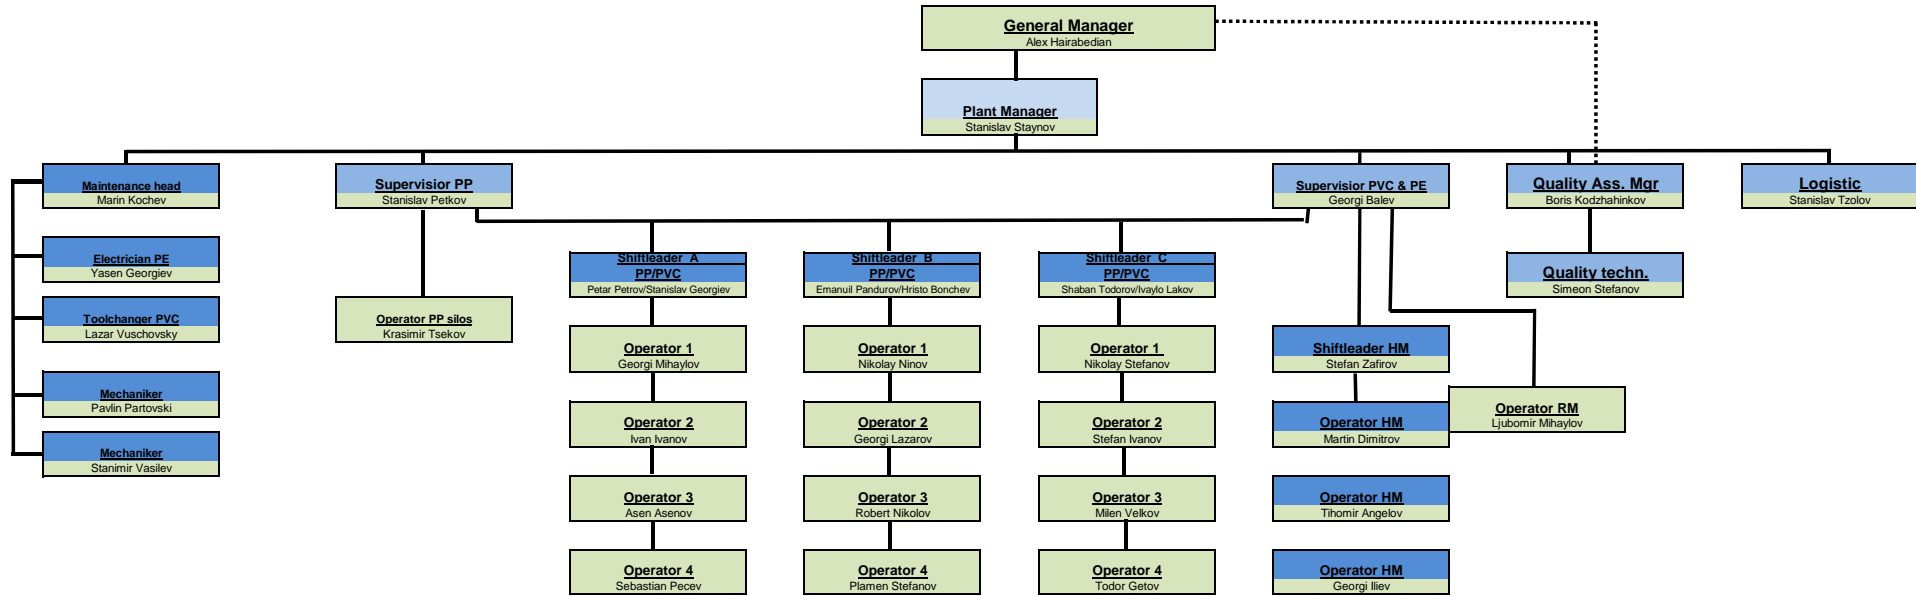 General Manager
Alex Hairabedian
Plant Manager
Stanislav Staynov
Maintenance head
Marin Kochev
Supervisior PP
Stanislav Petkov
Supervisior PVC & PE
Georgi Balev
Quality Ass. Mgr
Boris Kodzhahinkov
Logistic
Stanislav Tzolov
Electrician PE
Yasen Georgiev
Shiftleader A
PP/PVC
Petar Petrov/Stanislav Georgiev
Shiftleader B
PP/PVC
Emanuil Pandurov/Hristo Bonchev
Shiftleader C
PP/PVC
Shaban Todorov/Ivaylo Lakov
Quality techn.
Simeon Stefanov
Toolchanger PVC
Lazar Vuschovsky
Operator PP silos
Krasimir Tsekov
Operator 1
Georgi Mihaylov
Operator 1
Nikolay Ninov
Operator 1
Nikolay Stefanov
Shiftleader HM
Stefan Zafirov
Mechaniker
Pavlin Partovski
Operator 2
Ivan Ivanov
Operator 2
Georgi Lazarov
Operator 2
Stefan Ivanov
Operator HM
Martin Dimitrov
Operator RM
Ljubomir Mihaylov
Mechaniker
Stanimir Vasilev
Operator 3
Asen Asenov
Operator 3
Robert Nikolov
Operator 3
Milen Velkov
Operator HM
Tihomir Angelov
Operator 4
Sebastian Pecev
Operator 4
Plamen Stefanov
Operator 4
Todor Getov
Operator HM
Georgi Iliev